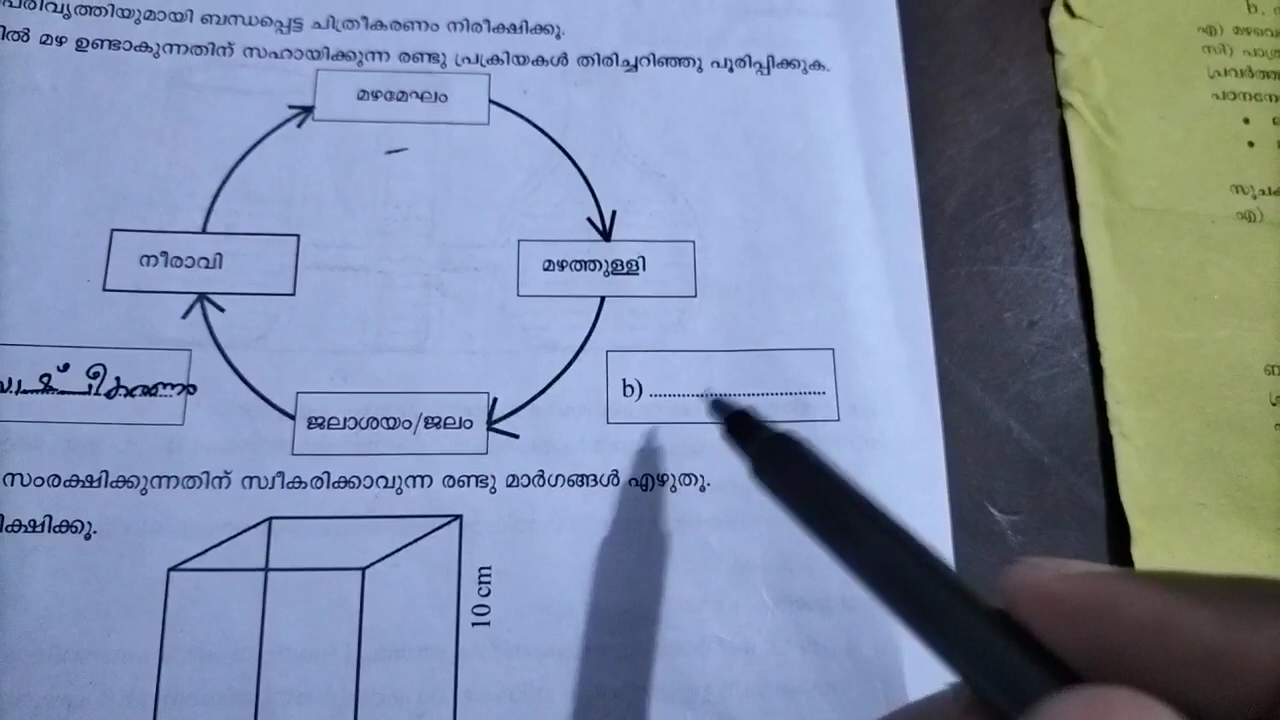 പരിവൃത്തിയുമായി ബന്ധപ്പെട്ട ചിത്രീകരണം നിരീക്ഷിക്കൂ.
ിൽ മഴ ഉണ്ടാകുന്നതിന് സഹായിക്കുന്ന രണ്ടു പ്രക്രിയകൾ തിരിച്ചറിഞ്ഞു പൂരിപ്പിക്കുക.
മഴമേഘം
നീരാവി
മഴത്തുള്ളി
b) ....................................
ജലാശയം/ജലം
സംരക്ഷിക്കുന്നതിന് സ്വീകരിക്കാവുന്ന രണ്ടു മാർഗങ്ങൾ എഴുതൂ.
ിക്ഷിക്കൂ.
10 cm
b.
എ)
സി)
സൂചക
എ)